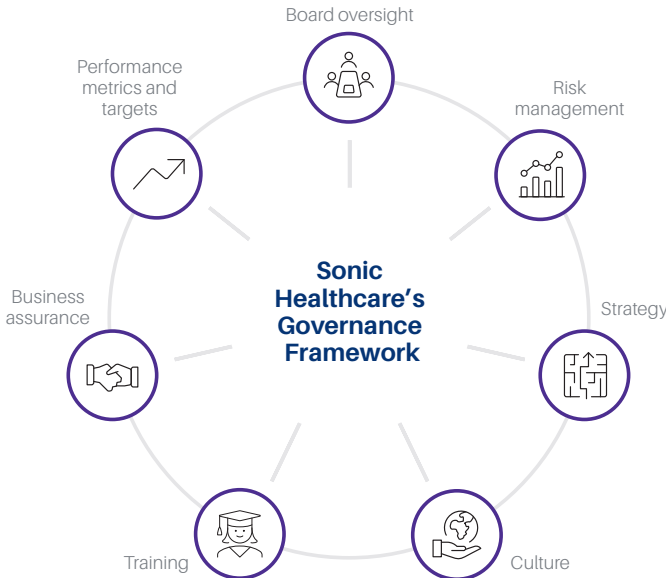 Board oversight
Performance
metrics and
targets
Risk
management
Sonic
Healthcare’s
Governance
Framework
Business
assurance
Strategy
Training
Culture